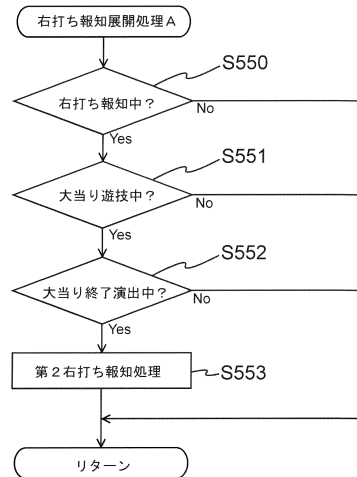 右打ち報知展開処理A
S550
右打ち報知中？
No
Yes
S551
大当り遊技中？
No
Yes
S552
大当り終了演出中？
No
Yes
第２右打ち報知処理
S553
リターン